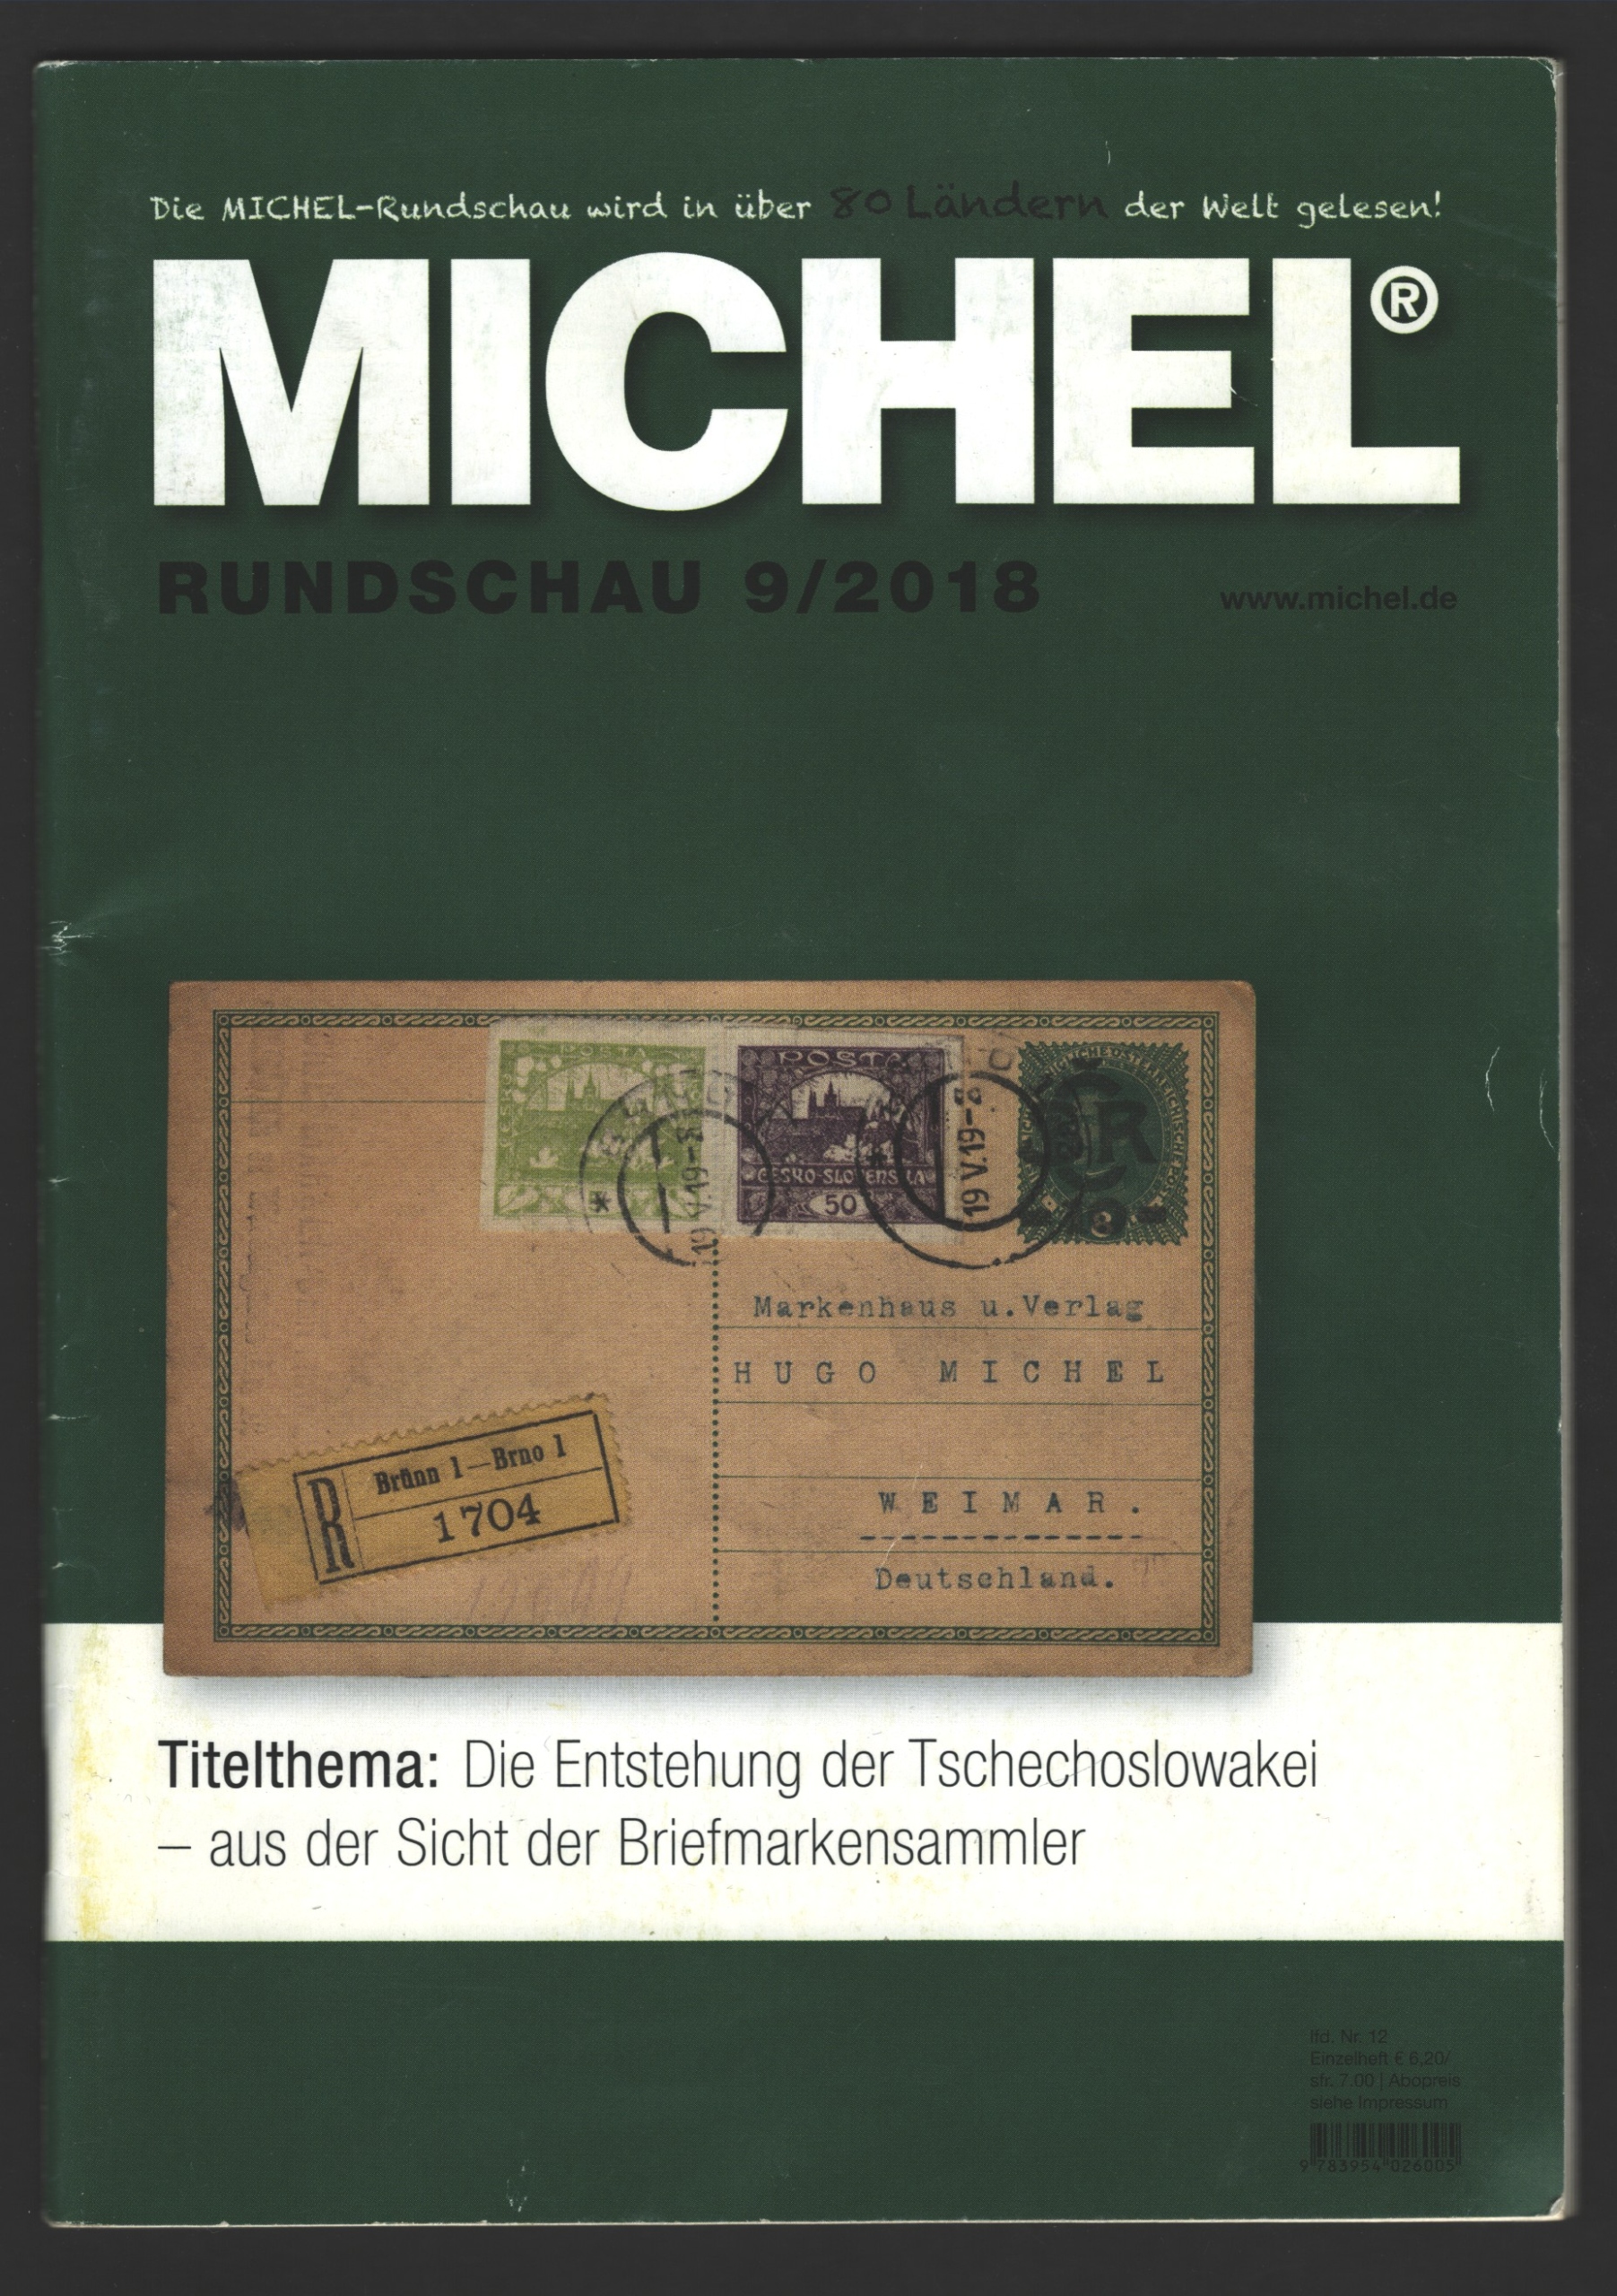 Die MICHEL-Rundschau wird in über 80 Ländern der Welt gelesen!
MICHEL®
RUNDSCHAU 9/2018
www.michel.de
POSTA
POSTA
ČESKO-SLOVENSKA
50
19 V.19-8
19 V.19-8
Markenhaus u.Verlag
HUGO MICHEL
WEIMAR.
Deutschland.
R
Brünn 1—Brno 1
1704
Titelthema: Die Entstehung der Tschechoslowakei
– aus der Sicht der Briefmarkensammler
lfd. Nr. 12
Einzelheft € 6,20/
sfr. 7.00 | Abopreis
siehe Impressum
9 783954 026005